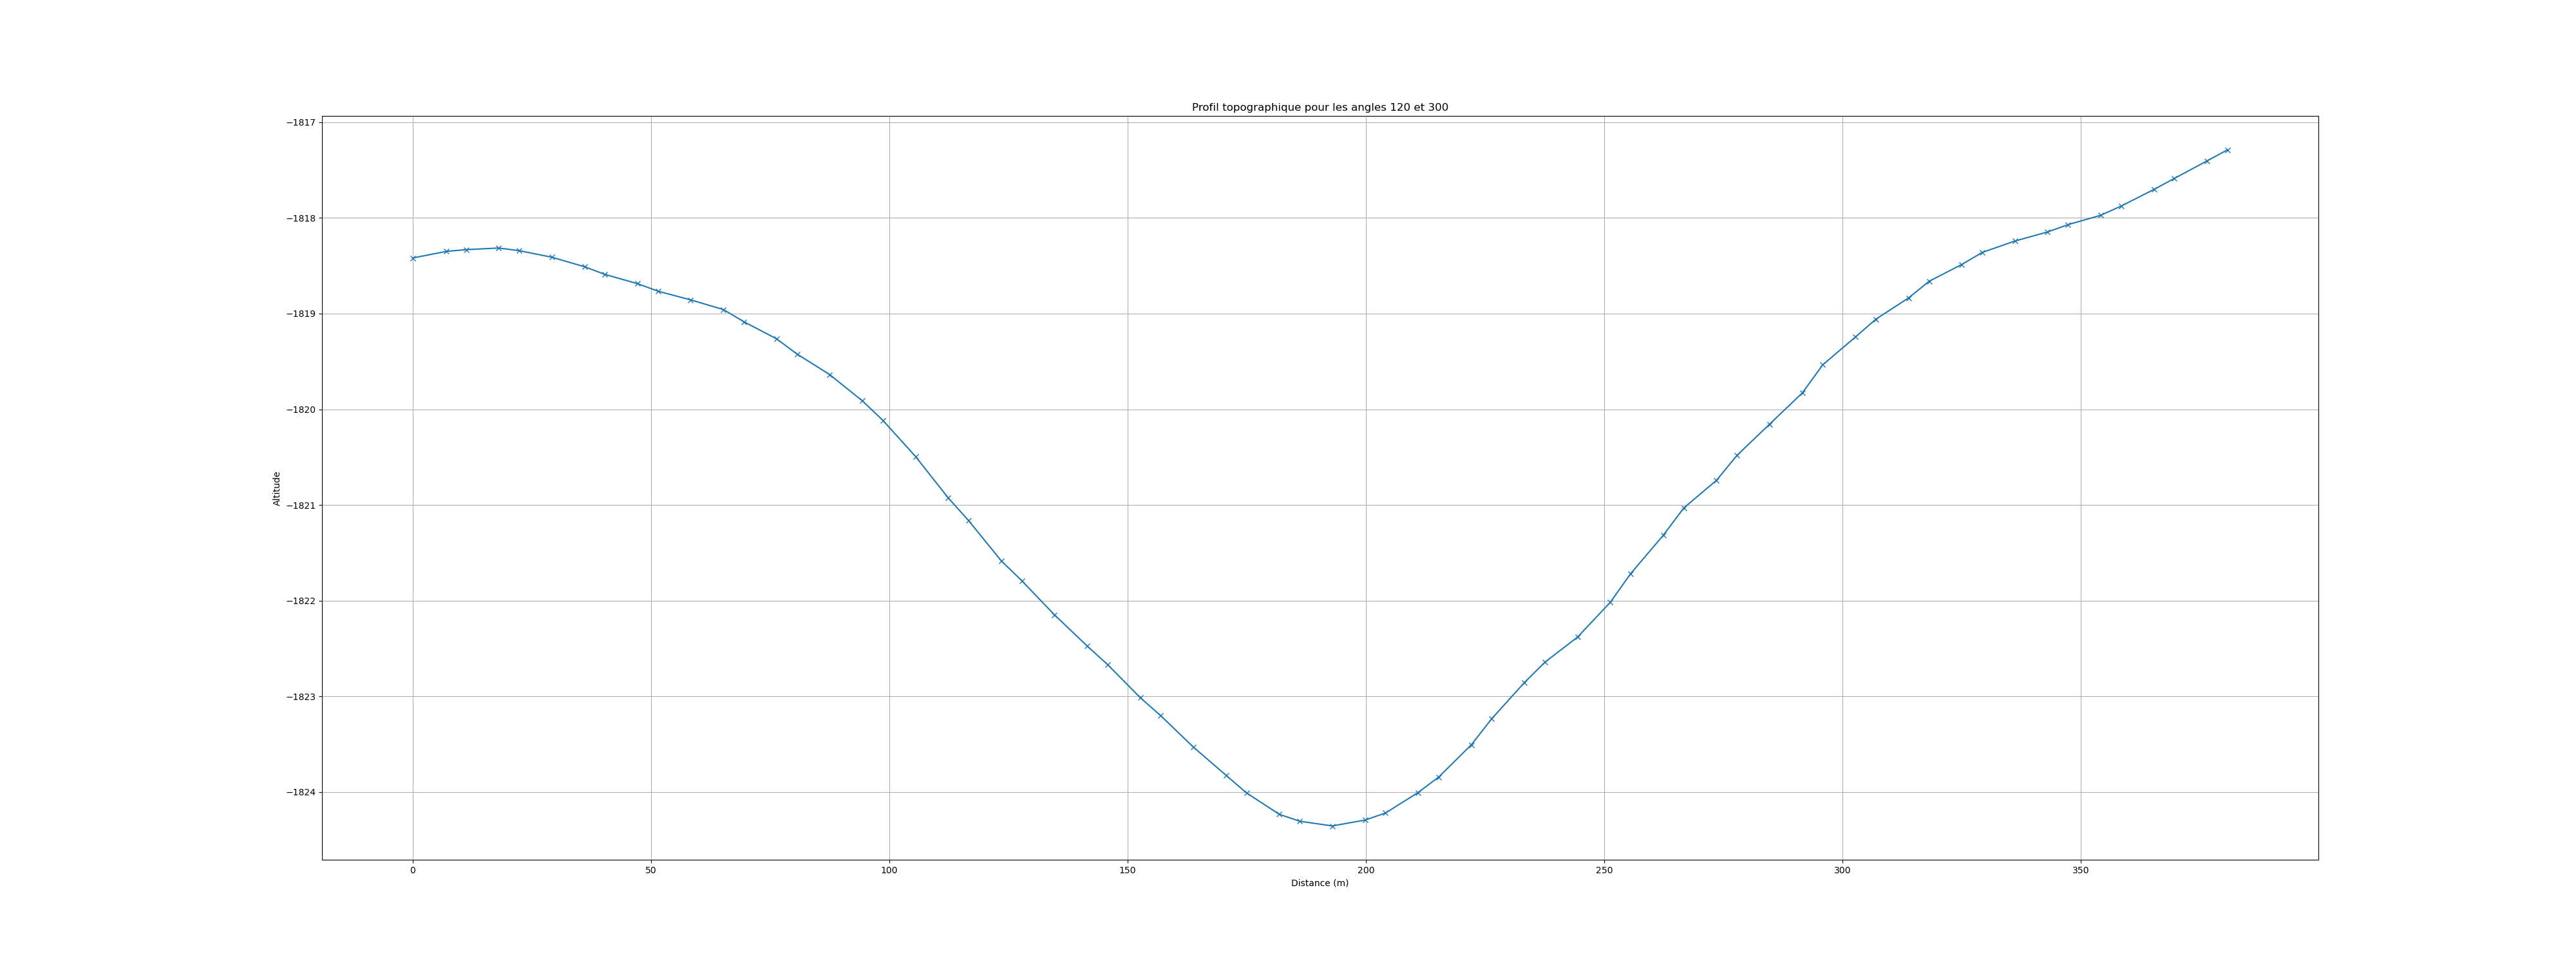 Profil topographique pour les angles 120 et 300
−1817
−1818
−1819
−1820
−1821
−1822
−1823
−1824
Altitude
0 50 100 150 200 250 300 350
Distance (m)